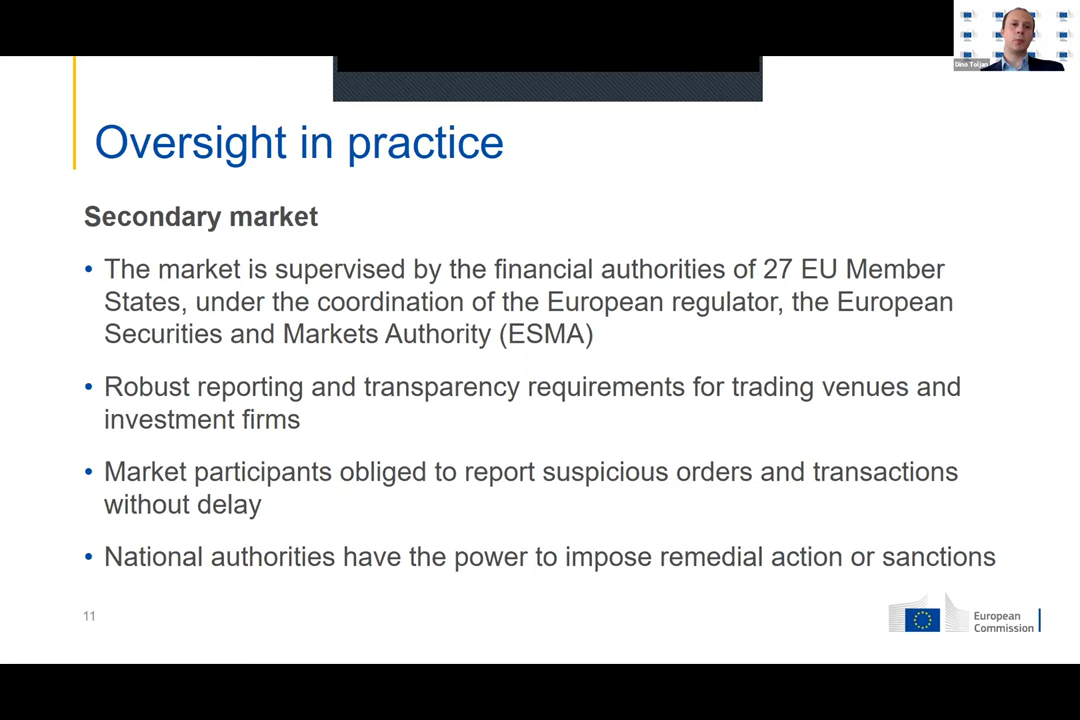 Dino Toljan
Oversight in practice
Secondary market
• The market is supervised by the financial authorities of 27 EU Member
States, under the coordination of the European regulator, the European
Securities and Markets Authority (ESMA)
• Robust reporting and transparency requirements for trading venues and
investment firms
• Market participants obliged to report suspicious orders and transactions
without delay
• National authorities have the power to impose remedial action or sanctions
11
European
Commission